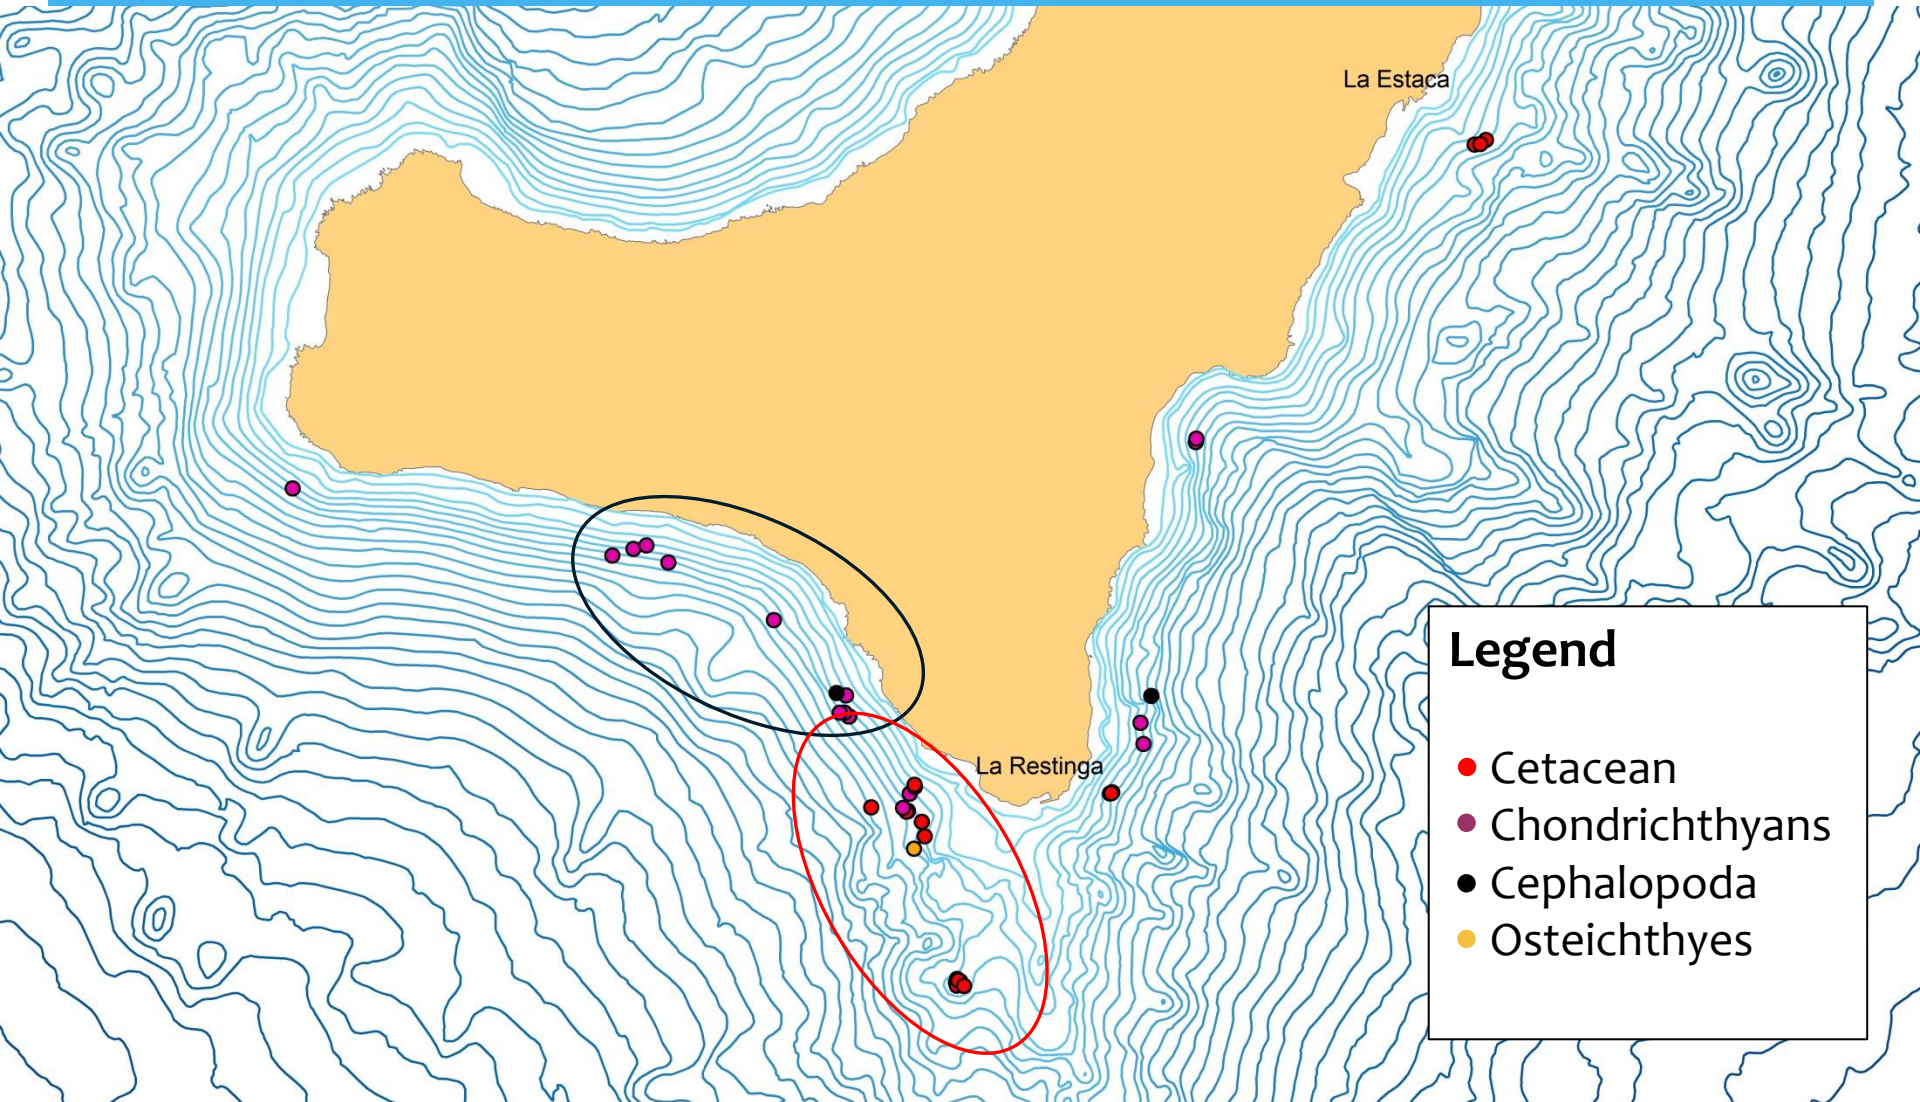 La Estaca
La Restinga
Legend
Cetacean
Chondrichthyans
Cephalopoda
Osteichthyes